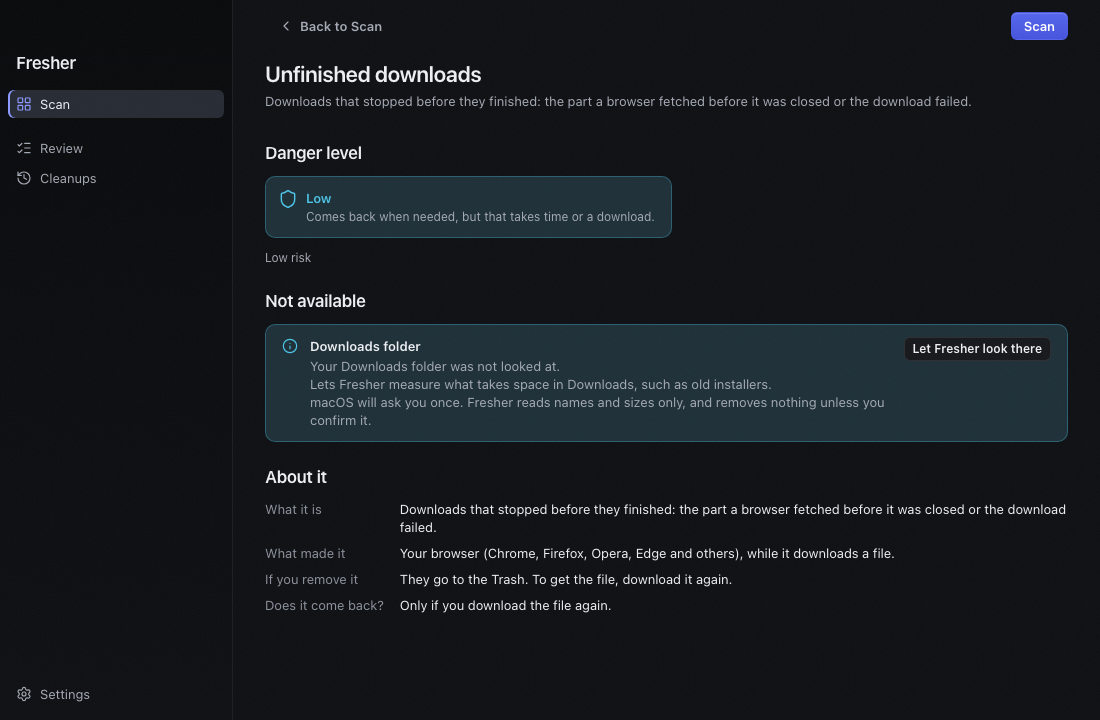 Back to Scan
Scan
Fresher
Scan
Review
Cleanups
Settings
Unfinished downloads
Downloads that stopped before they finished: the part a browser fetched before it was closed or the download failed.
Danger level
Low
Comes back when needed, but that takes time or a download.
Low risk
Not available
Downloads folder
Let Fresher look there
Your Downloads folder was not looked at.
Lets Fresher measure what takes space in Downloads, such as old installers.
macOS will ask you once. Fresher reads names and sizes only, and removes nothing unless you
confirm it.
About it
What it is
Downloads that stopped before they finished: the part a browser fetched before it was closed or the download
failed.
What made it
Your browser (Chrome, Firefox, Opera, Edge and others), while it downloads a file.
If you remove it
They go to the Trash. To get the file, download it again.
Does it come back?
Only if you download the file again.